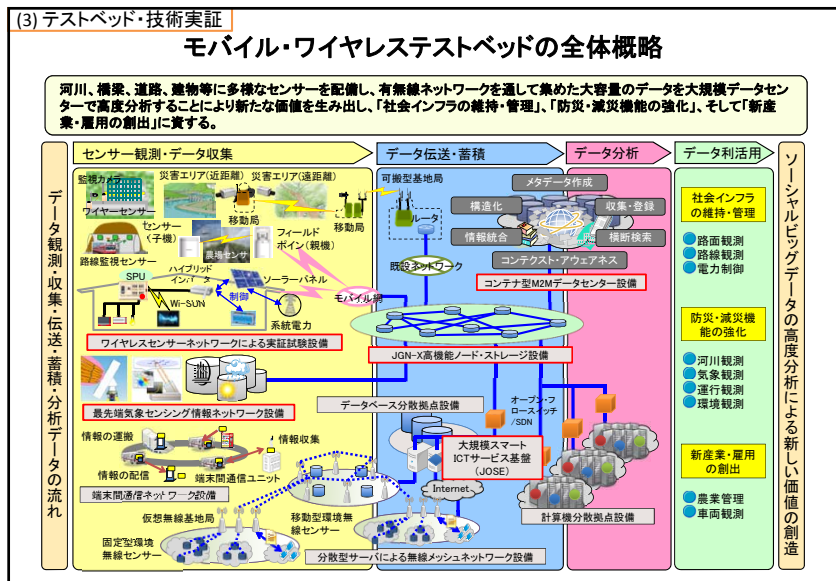 (3) テストベッド・技術実証
モバイル・ワイヤレステストベッドの全体概略
河川、橋梁、道路、建物等に多様なセンサーを配備し、有無線ネットワークを通して集めた大容量のデータを大規模データセン
ターで高度分析することにより新たな価値を生み出し、「社会インフラの維持・管理」、「防災・減災機能の強化」、そして「新産
業・雇用の創出」に資する。
データ観測・収集・伝送・蓄積・分析データの流れ
センサー観測・データ収集
データ伝送・蓄積
データ分析
データ利活用
監視カメラ
災害エリア(近距離)
災害エリア(遠距離)
ワイヤーセンサー
移動局
移動局
センサー
(子機)
農場センサ
フィールド
ポイン(親機)
路線監視センサー
SPU
ハイブリッド
インバータ
ソーラーパネル
Wi-SUN
制御
系統電力
ワイヤレスセンサーネットワークによる実証試験設備
最先端気象センシング情報ネットワーク設備
情報の運搬
情報収集
情報の配信
端末間通信ユニット
端末間通信ネットワーク設備
仮想無線基地局
移動型環境無
線センサー
固定型環境
無線センサー
分散型サーバによる無線メッシュネットワーク設備
可搬型基地局
ルータ
既設ネットワーク
モバイル網
JGN-X高機能ノード・ストレージ設備
データベース分散拠点設備
オープン・フ
ロースイッチ
/SDN
大規模スマート
ICTサービス基盤
(JOSE)
Internet
メタデータ作成
構造化
収集・登録
情報統合
横断検索
コンテクスト・アウェアネス
コンテナ型M2Mデータセンター設備
計算機分散拠点設備
社会インフラ
の維持・管理
路面観測
路線観測
電力制御
防災・減災機
能の強化
河川観測
気象観測
運行観測
環境観測
新産業・雇用
の創出
農業管理
車両観測
ソーシャルビッグデータの高度分析による新しい価値の創造